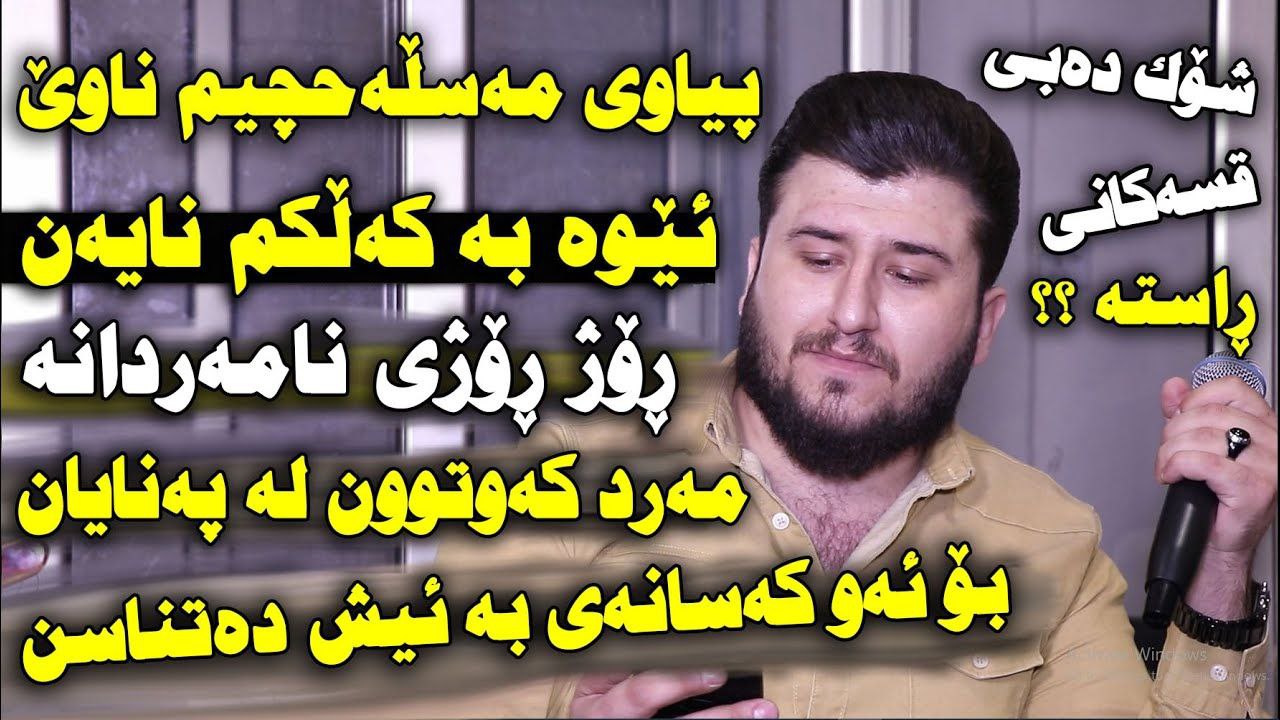 پیاوی مەسڵەحچیم ناوێ
ئێوە بە کەڵکم نایەن
ڕۆژ ڕۆژی نامەردانە
مەرد کەوتوون لە پەنایان
بۆ ئەو کەسانەی بە ئیش دەتناسن
شۆك دەبی
قسەکانی
ڕاستە ؟؟
Windows